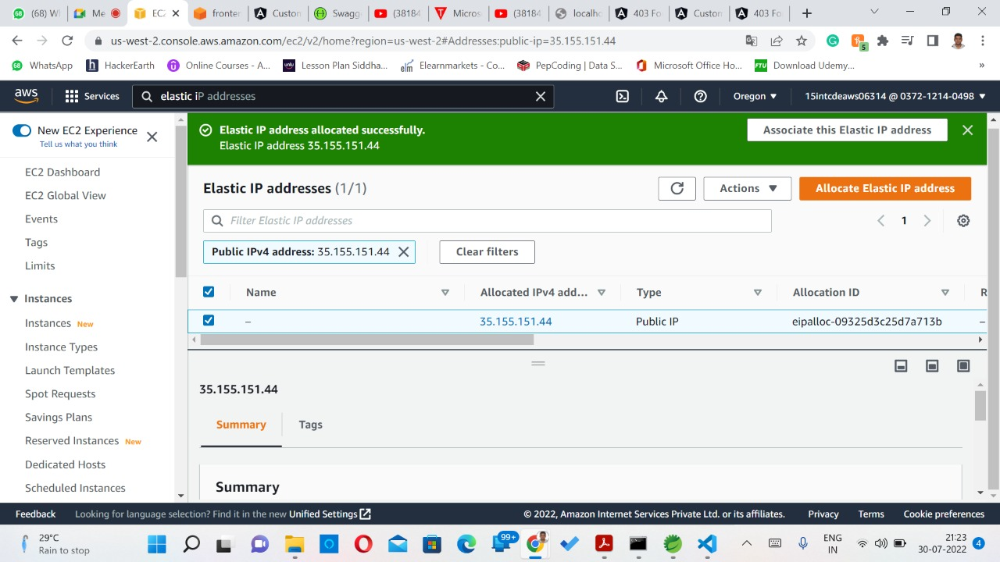 (68) W
Me
EC
fronter
Custon
Swagg
(38184
Micros
(38184
localho
403 Fo
Custon
403 Fo
us-west-2.console.aws.amazon.com/ec2/v2/home?region=us-west-2#Addresses:public-ip=35.155.151.44
5
WhatsApp
HackerEarth
Online Courses - A...
Lesson Plan Siddha...
Elearnmarkets - Co...
PepCoding | Data S...
Microsoft Office Ho...
Download Udemy...
»
aws
Services
elastic iP addresses
Oregon ▼
15intcdeaws06314 @ 0372-1214-0498 ▼
New EC2 Experience
Tell us what you think
EC2 Dashboard
EC2 Global View
Events
Tags
Limits
Instances
Instances New
Instance Types
Launch Templates
Spot Requests
Savings Plans
Reserved Instances New
Dedicated Hosts
Scheduled Instances
Elastic IP address allocated successfully.
Elastic IP address 35.155.151.44
Associate this Elastic IP address
Elastic IP addresses (1/1)
Actions ▼
Allocate Elastic IP address
Filter Elastic IP addresses
1
Public IPv4 address: 35.155.151.44
Clear filters
Name
Allocated IPv4 add...
Type
Allocation ID
R
–
35.155.151.44
Public IP
eipalloc-09325d3c25d7a713b
–
35.155.151.44
Summary
Tags
Summary
Feedback
Looking for language selection? Find it in the new Unified Settings
© 2022, Amazon Internet Services Private Ltd. or its affiliates.
Privacy
Terms
Cookie preferences
29°C
Rain to stop
99+
ENG
IN
21:23
30-07-2022
4